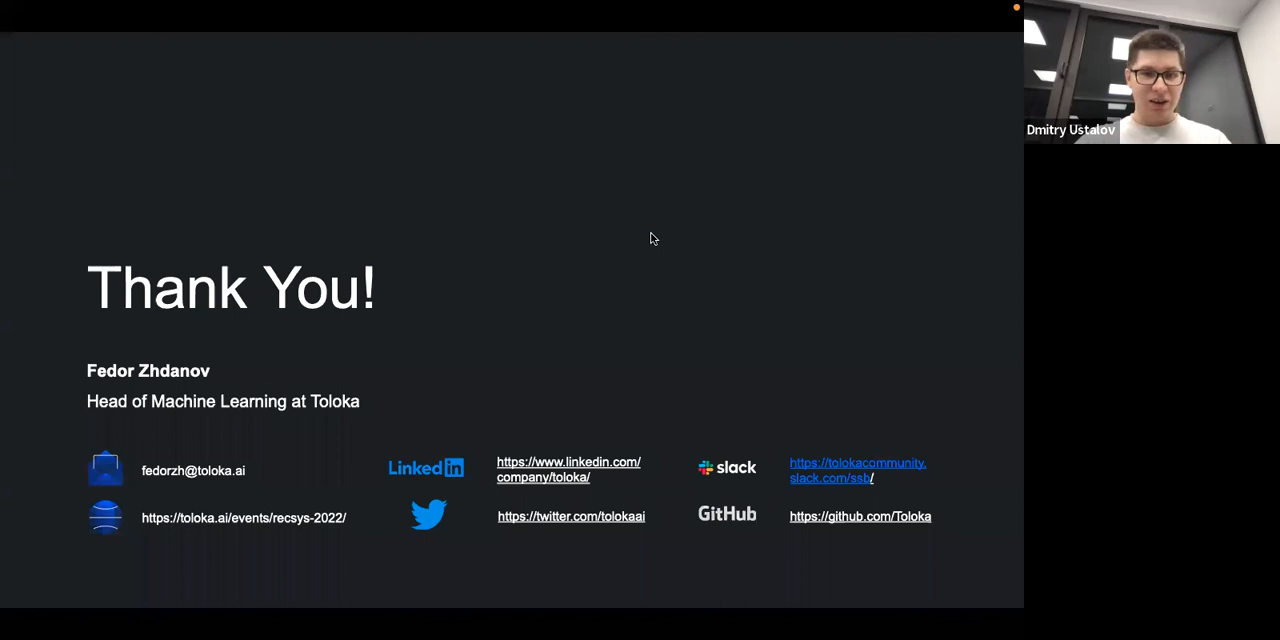 Dmitry Ustalov
Thank You!
Fedor Zhdanov
Head of Machine Learning at Toloka
fedorzh@toloka.ai
https://toloka.ai/events/recsys-2022/
Linked in
https://www.linkedin.com/
company/toloka/
https://twitter.com/tolokaai
slack
https://tolokacommunity.
slack.com/ssb/
GitHub
https://github.com/Toloka